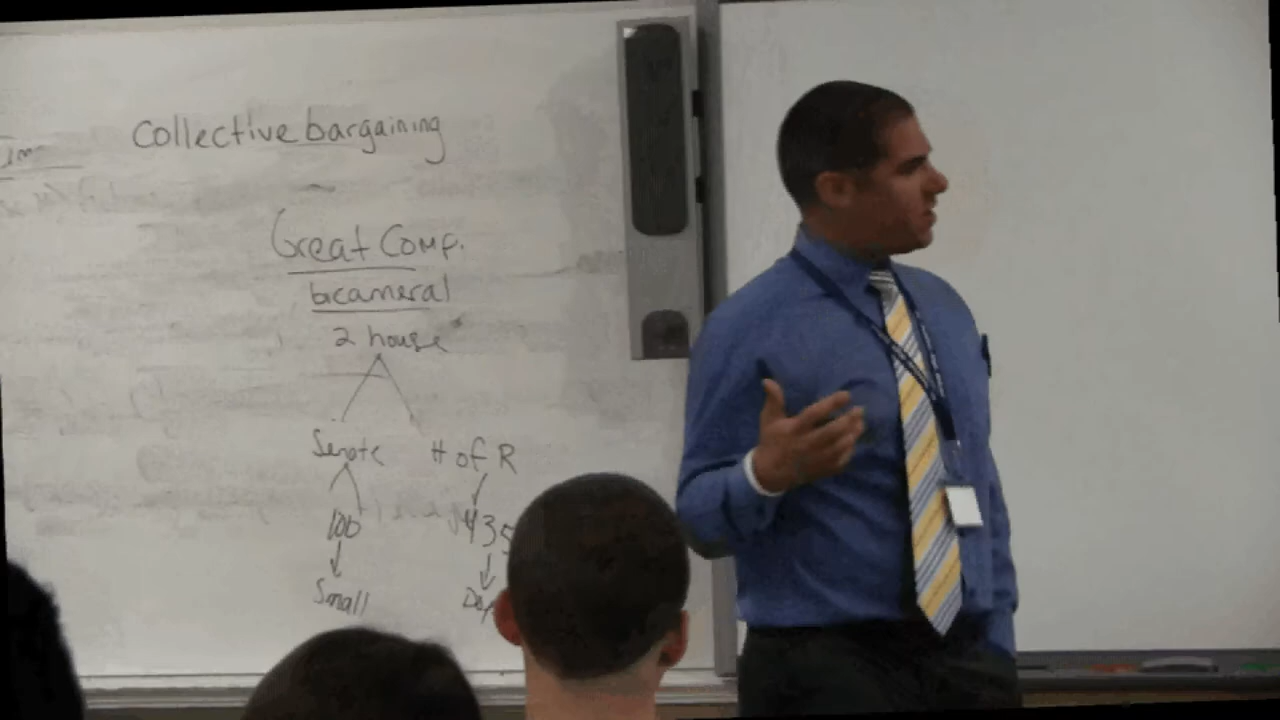 Collective bargaining
Great Comp.
bicameral
2 house
Senate H of R
100 435
Small